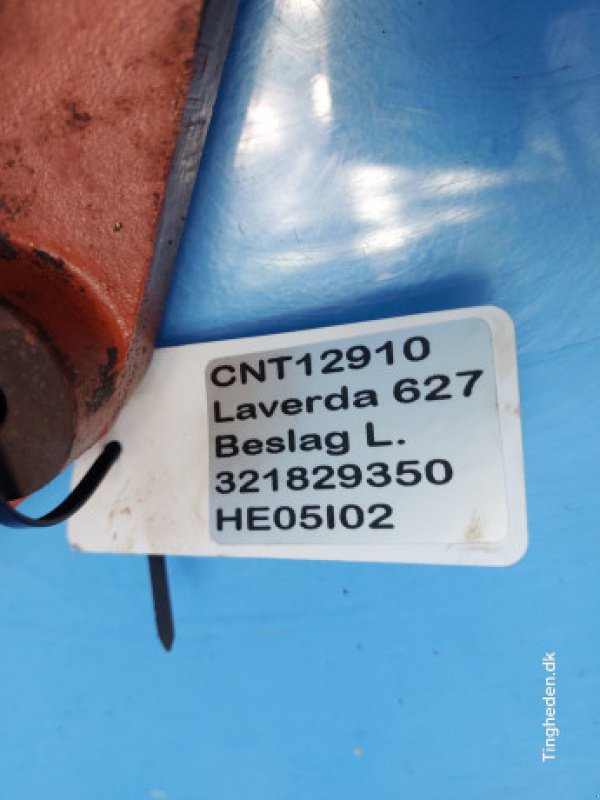 CNT12910
Laverda 627
Beslag L.
321829350
HE05I02
Tingheden.dk